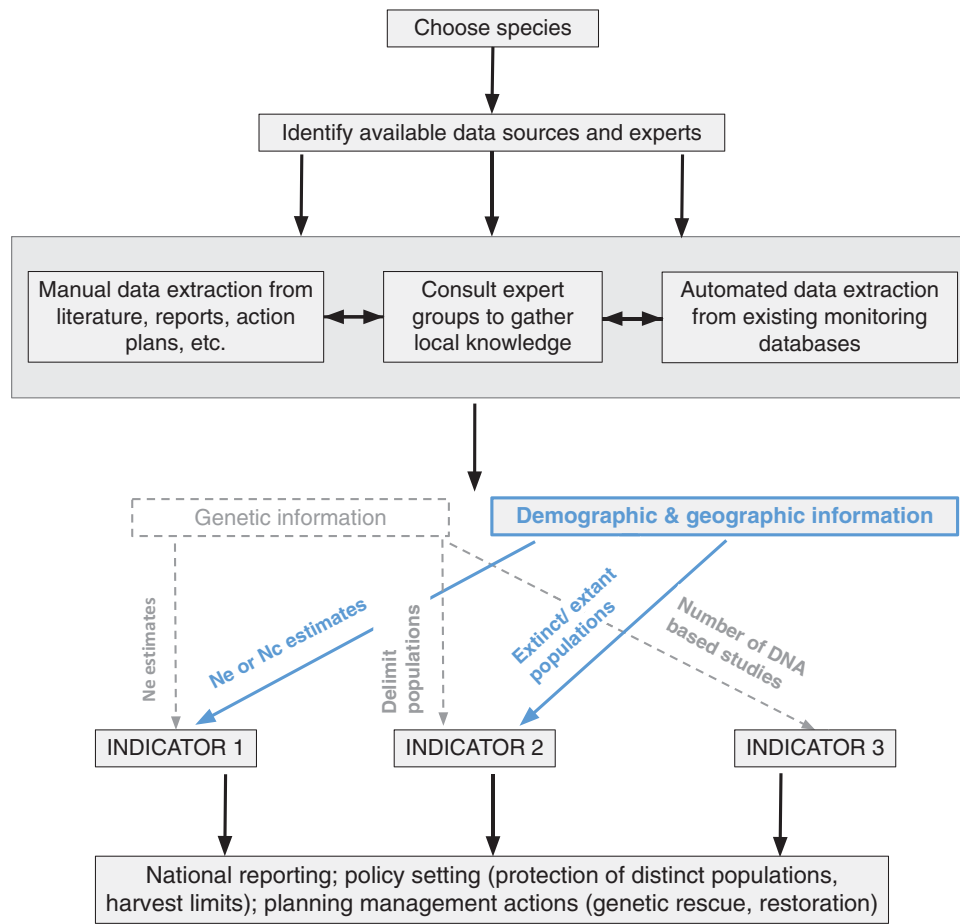 Choose species
Identify available data sources and experts
Manual data extraction from
literature, reports, action
plans, etc.
Consult expert
groups to gather
local knowledge
Automated data extraction
from existing monitoring
databases
Genetic information
Demographic & geographic information
Ne estimates
Ne or Nc estimates
Delimit
populations
Extinct/ extant
populations
Number of DNA
based studies
INDICATOR 1
INDICATOR 2
INDICATOR 3
National reporting; policy setting (protection of distinct populations,
harvest limits); planning management actions (genetic rescue, restoration)